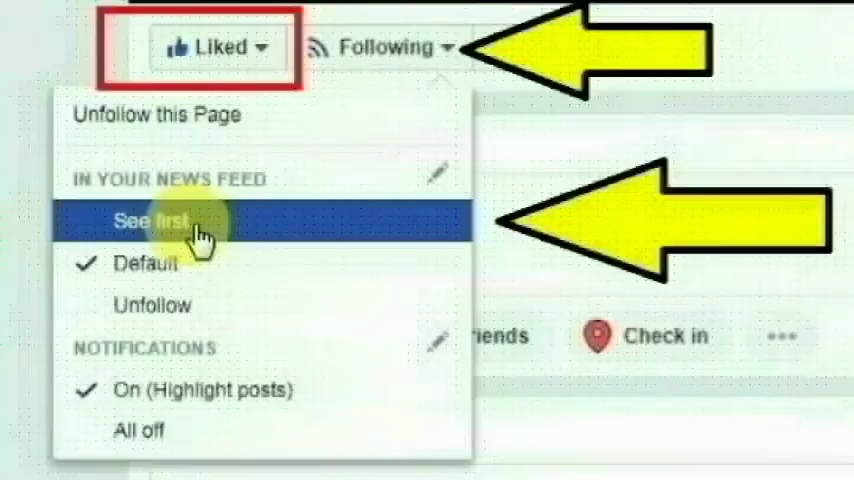 Liked Following
Unfollow this Page
IN YOUR NEWS FEED
See first
Default
Unfollow
riends Check in
NOTIFICATIONS
On (Highlight posts)
All off